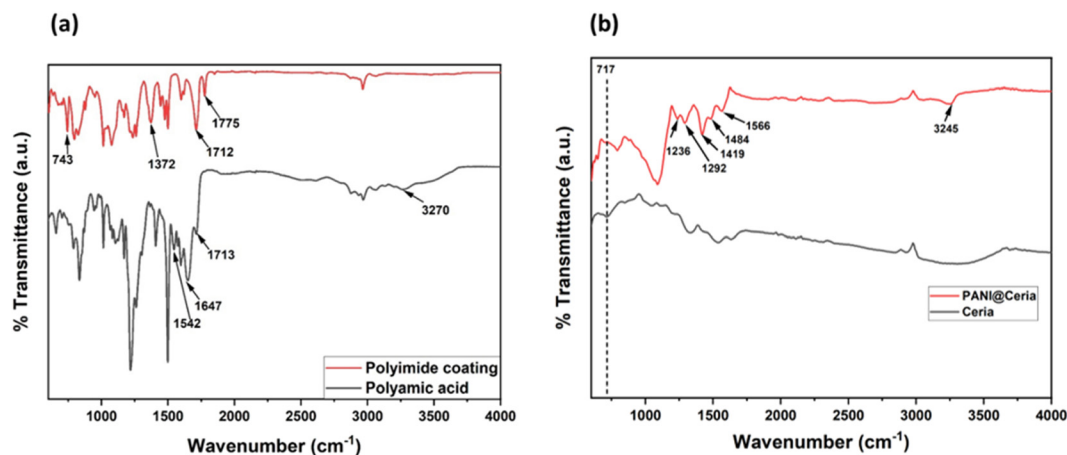 (a)
% Transmittance (a.u.)
743
1372
1712
1775
3270
1713
1647
1542
Polyimide coating
Polyamic acid
1000 1500 2000 2500 3000 3500 4000
Wavenumber (cm⁻¹)
(b)
% Transmittance (a.u.)
717
1236
1292
1419
1484
1566
3245
PANI@Ceria
Ceria
1000 1500 2000 2500 3000 3500 4000
Wavenumber (cm⁻¹)